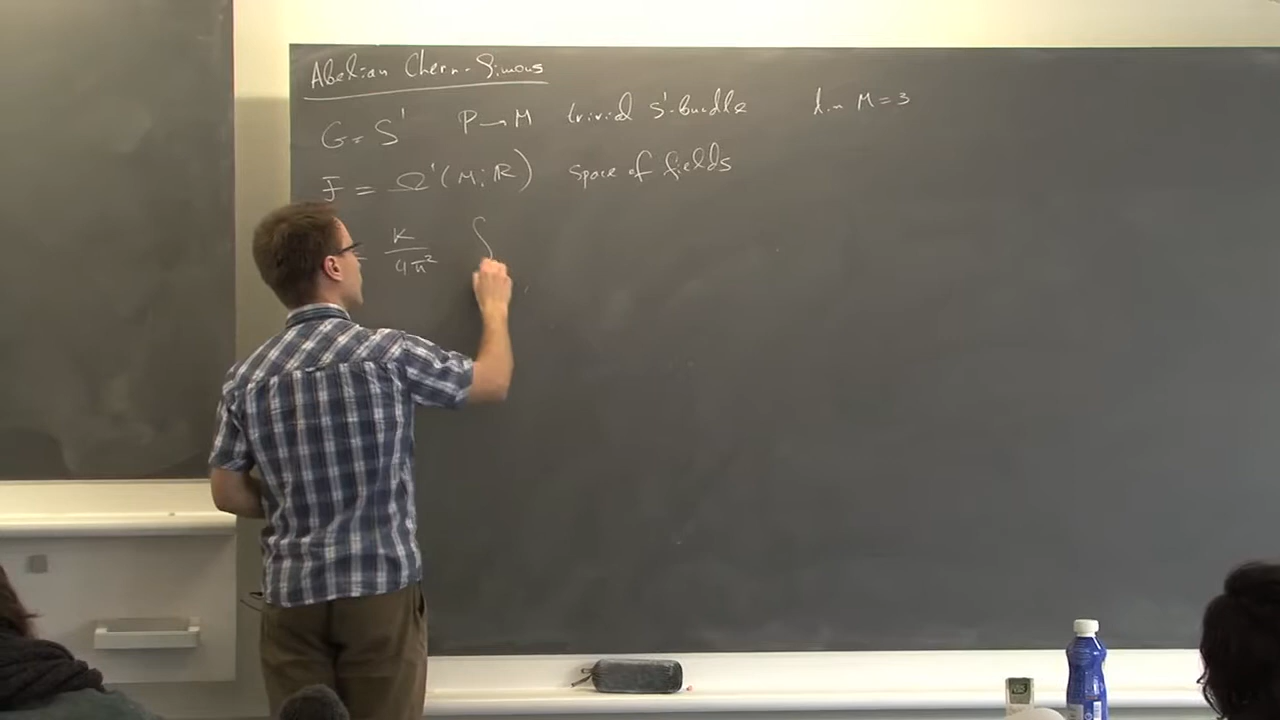 Abelian Chern-Simons
G = S¹ P → M trivial S¹-bundle dim M = 3
F = Ω¹(M; R) space of fields
= K / 4π² ∫